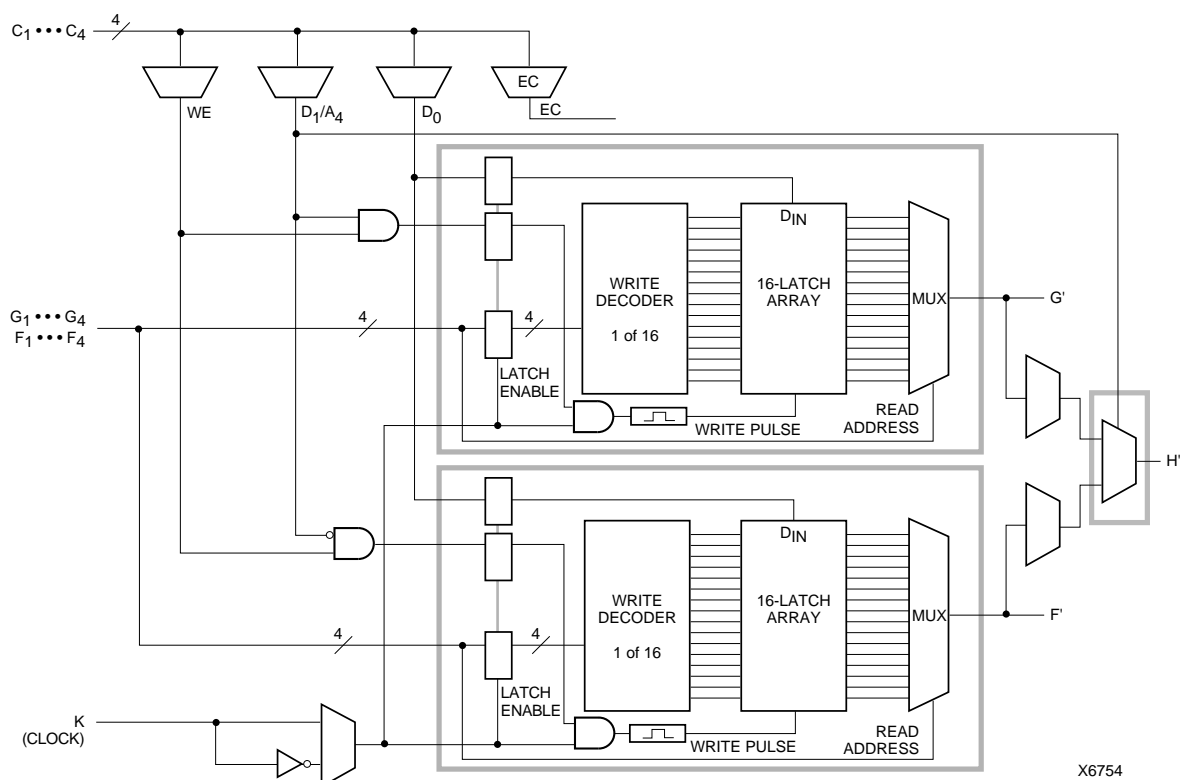 C1 • • • C4
4
EC
WE
D1/A4
D0
EC
DIN
WRITE
DECODER
1 of 16
16-LATCH
ARRAY
MUX
G'
G1 • • • G4
F1 • • • F4
4
4
LATCH
ENABLE
WRITE PULSE
READ
ADDRESS
H'
DIN
WRITE
DECODER
1 of 16
16-LATCH
ARRAY
MUX
F'
4
4
LATCH
ENABLE
K
(CLOCK)
WRITE PULSE
READ
ADDRESS
X6754